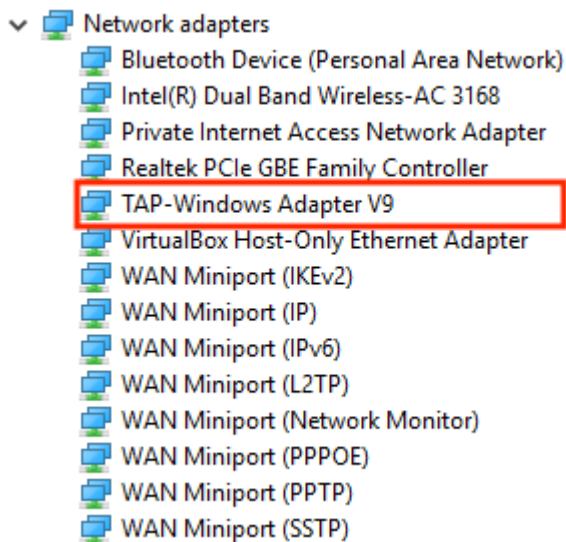 Network adapters
Bluetooth Device (Personal Area Network)
Intel(R) Dual Band Wireless-AC 3168
Private Internet Access Network Adapter
Realtek PCIe GBE Family Controller
TAP-Windows Adapter V9
VirtualBox Host-Only Ethernet Adapter
WAN Miniport (IKEv2)
WAN Miniport (IP)
WAN Miniport (IPv6)
WAN Miniport (L2TP)
WAN Miniport (Network Monitor)
WAN Miniport (PPPOE)
WAN Miniport (PPTP)
WAN Miniport (SSTP)